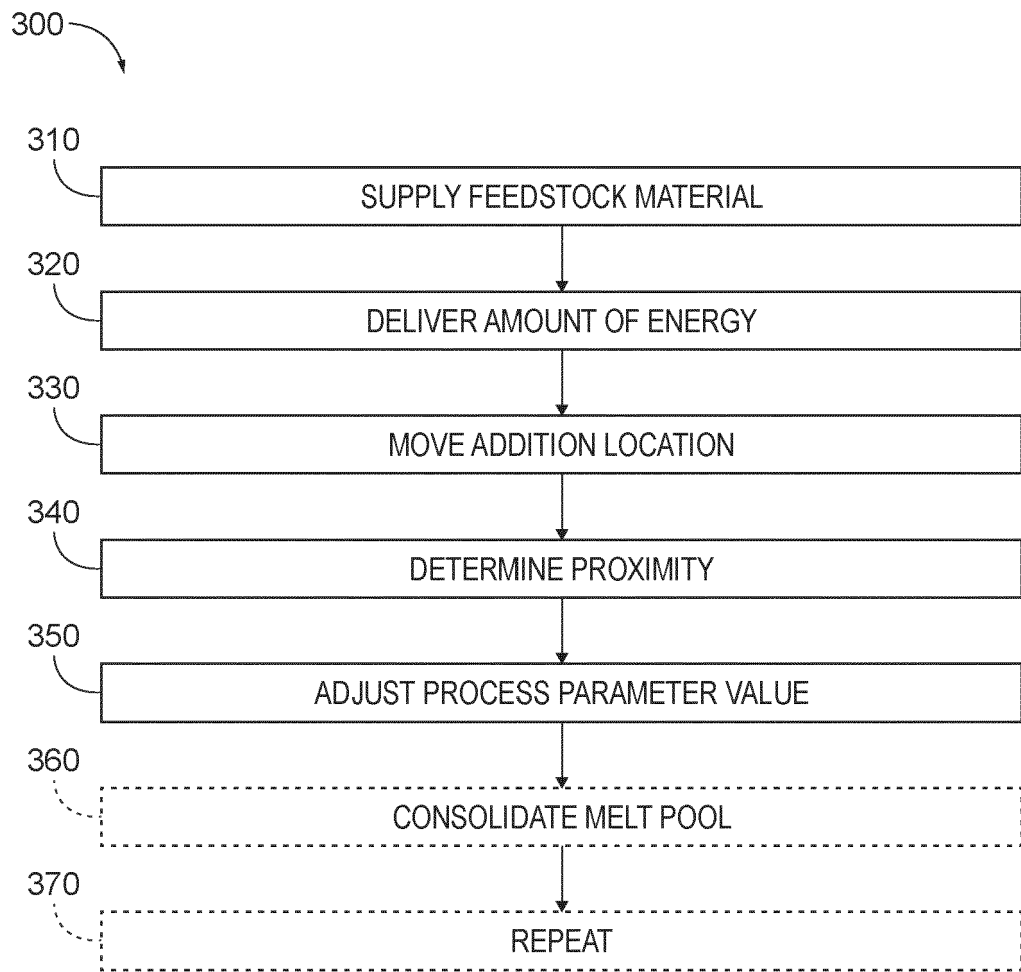 300
310
SUPPLY FEEDSTOCK MATERIAL
320
DELIVER AMOUNT OF ENERGY
330
MOVE ADDITION LOCATION
340
DETERMINE PROXIMITY
350
ADJUST PROCESS PARAMETER VALUE
360
CONSOLIDATE MELT POOL
370
REPEAT